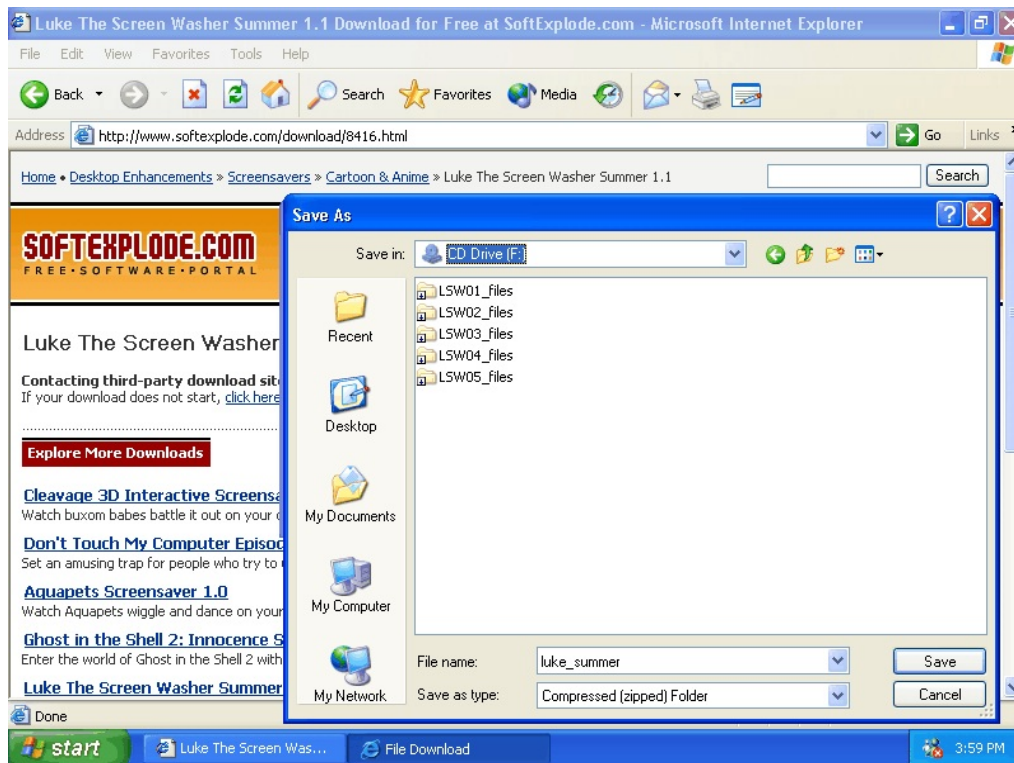 Luke The Screen Washer Summer 1.1 Download for Free at SoftExplode.com - Microsoft Internet Explorer
File Edit View Favorites Tools Help
Back Search Favorites Media
Address http://www.softexplode.com/download/8416.html Go Links
Home • Desktop Enhancements » Screensavers » Cartoon & Anime » Luke The Screen Washer Summer 1.1 Search
SOFTEXPLODE.COM
FREE•SOFTWARE•PORTAL
Luke The Screen Washer
Contacting third-party download sit
If your download does not start, click here
Explore More Downloads
Cleavage 3D Interactive Screensa
Watch buxom babes battle it out on your
Don't Touch My Computer Episod
Set an amusing trap for people who try to
Aquapets Screensaver 1.0
Watch Aquapets wiggle and dance on your
Ghost in the Shell 2: Innocence S
Enter the world of Ghost in the Shell 2 with
Luke The Screen Washer Summer
Done
Save As
Save in: CD Drive (F:)
Recent
Desktop
My Documents
My Computer
My Network
LSW01_files
LSW02_files
LSW03_files
LSW04_files
LSW05_files
File name: luke_summer Save
Save as type: Compressed (zipped) Folder Cancel
start Luke The Screen Was... File Download 3:59 PM